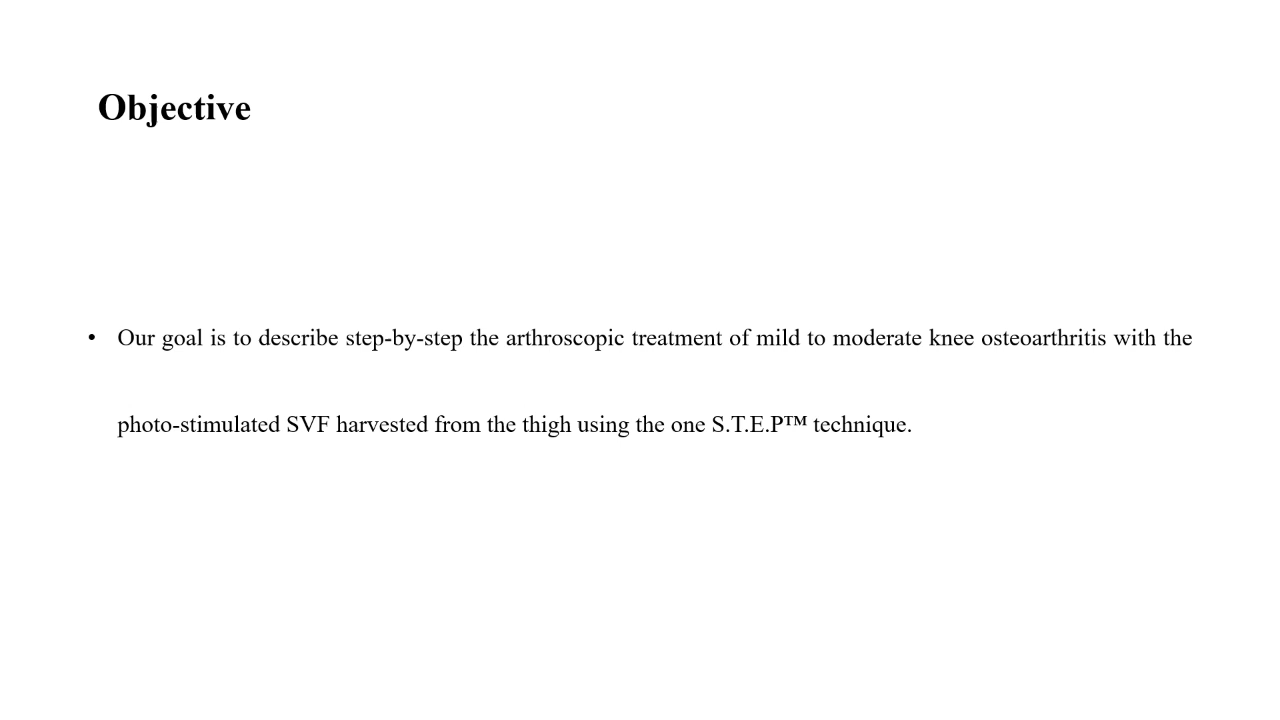 Objective
• Our goal is to describe step-by-step the arthroscopic treatment of mild to moderate knee osteoarthritis with the
photo-stimulated SVF harvested from the thigh using the one S.T.E.P™ technique.